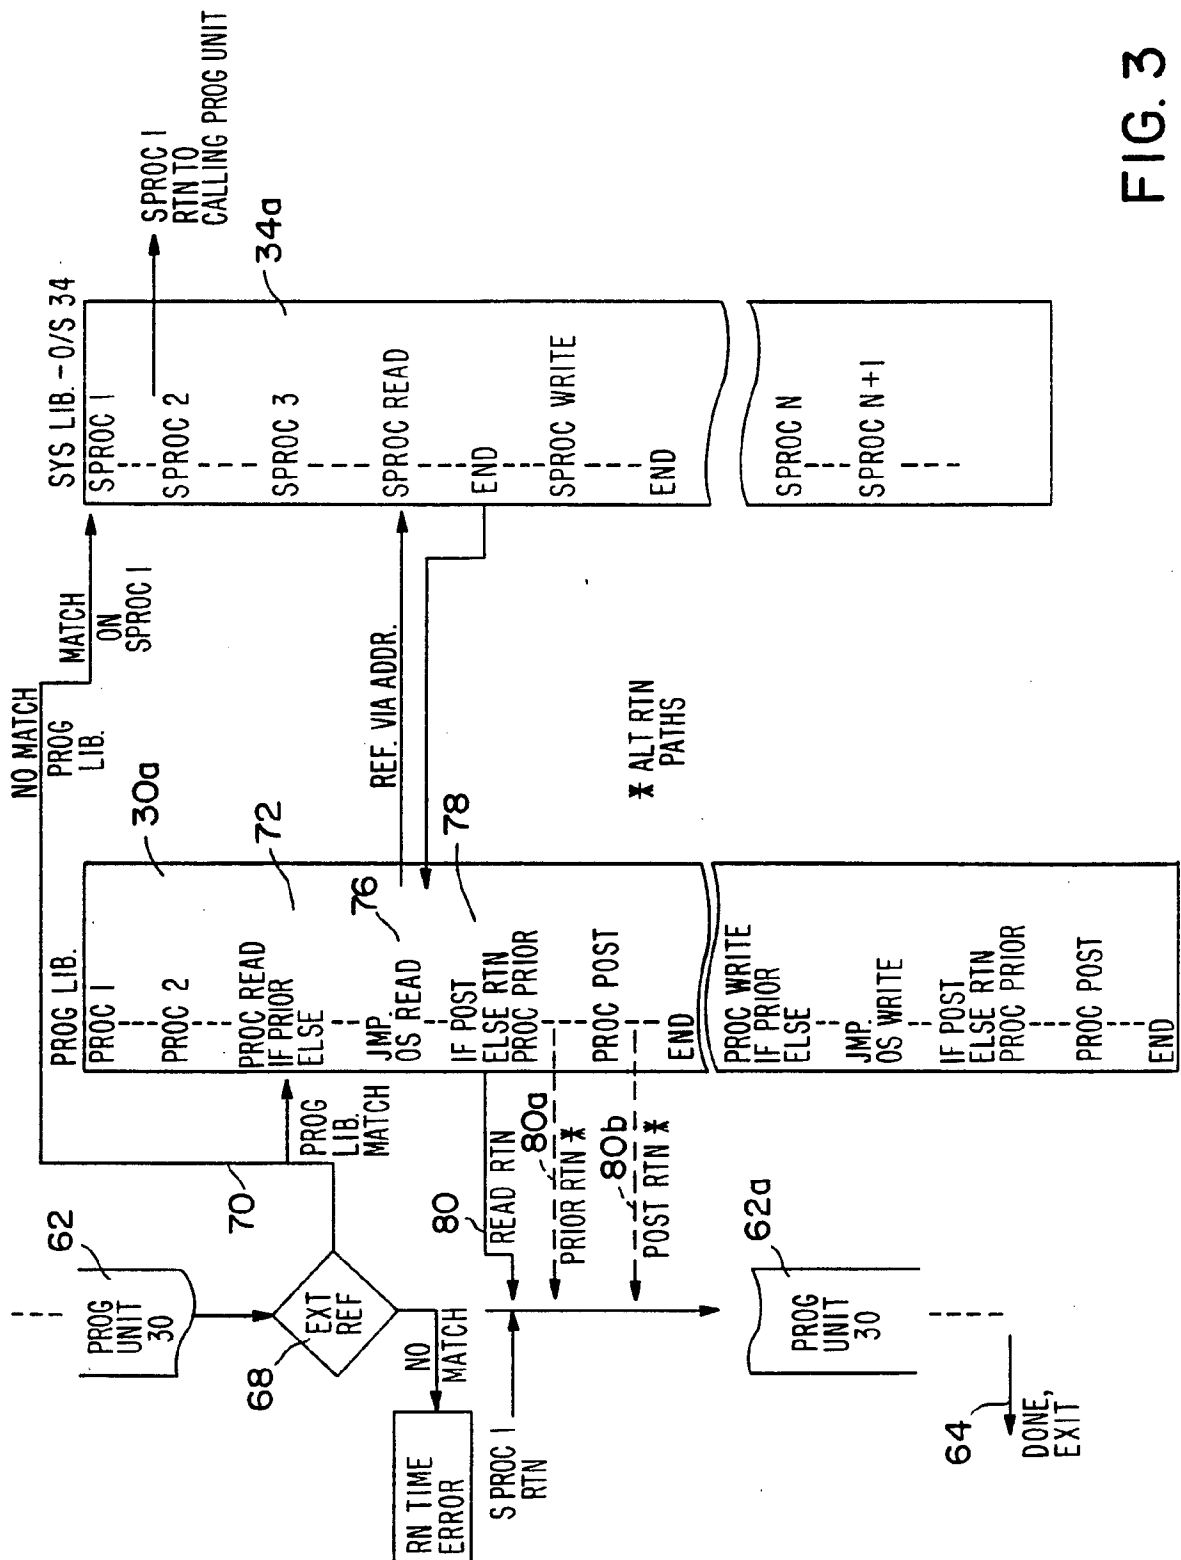 SYS LIB. - O/S 34
SPROC 1
SPROC 2
SPROC 3
SPROC READ
END
SPROC WRITE
END
SPROC N
SPROC N+1
34a
SPROC 1
RTN TO
CALLING PROG UNIT
NO MATCH
PROG
LIB.
MATCH
ON
SPROC 1
REF. VIA ADDR.
* ALT RTN
PATHS
PROG LIB.
PROC 1
PROC 2
PROC READ
IF PRIOR
ELSE
JMP.
OS READ
IF POST
ELSE RTN
PROC PRIOR
PROC POST
END
PROC WRITE
IF PRIOR
ELSE
JMP.
OS WRITE
IF POST
ELSE RTN
PROC PRIOR
PROC POST
END
30a
72
76
78
70
PROG
LIB.
MATCH
80
READ RTN
80a
PRIOR RTN *
80b
POST RTN *
62
PROG
UNIT
30
68
EXT
REF
NO
MATCH
RN TIME
ERROR
S PROC 1
RTN
62a
PROG
UNIT
30
64
DONE,
EXIT
FIG. 3